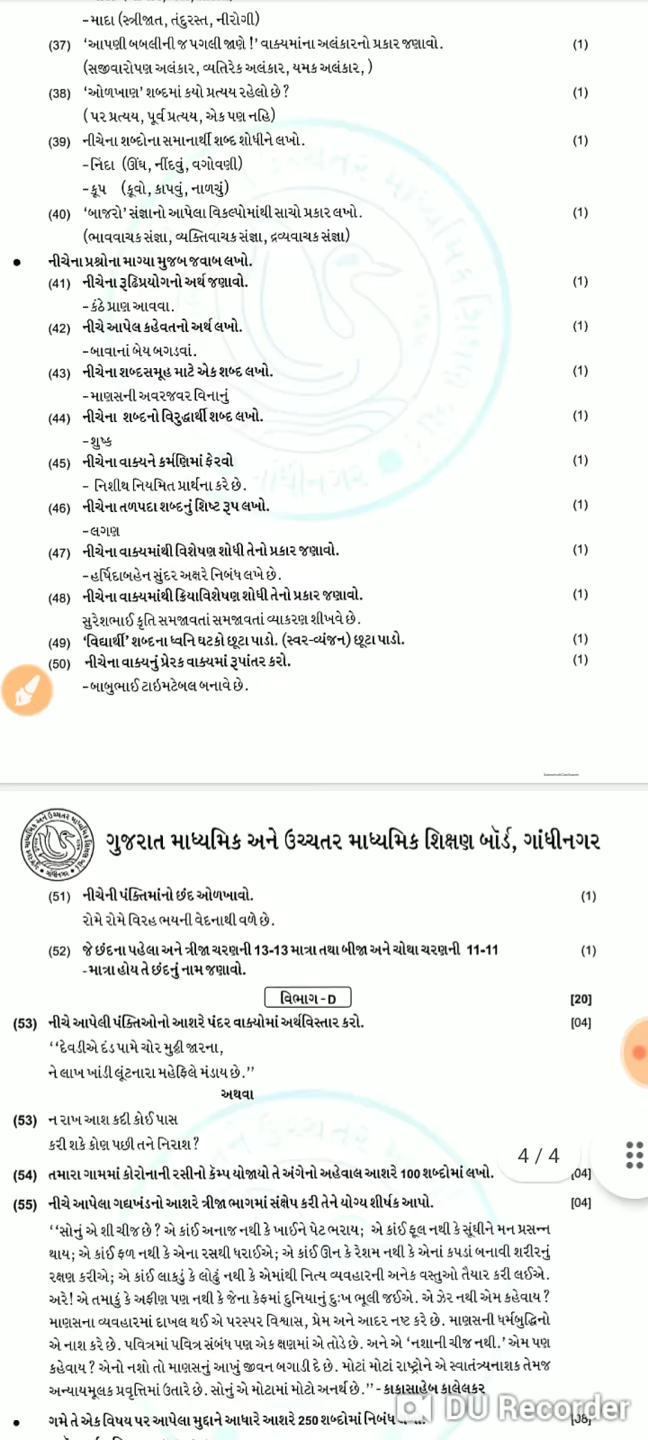 -માદા (સ્ત્રીજાત, તંદુરસ્ત, નીરોગી)
(37) 'આપણી બબલીની જ પગલી જાણે !' વાક્યમાંના અલંકારનો પ્રકાર જણાવો. (1)
(સજીવારોપણ અલંકાર, વ્યતિરેક અલંકાર, યમક અલંકાર, )
(38) 'ઓળખાણ' શબ્દમાં કયો પ્રત્યય રહેલો છે? (1)
(પર પ્રત્યય, પૂર્વ પ્રત્યય, એક પણ નહિ)
(39) નીચેના શબ્દોના સમાનાર્થી શબ્દ શોધીને લખો. (1)
-નિંદા (ઊંઘ, નીંદવું, વગોવણી)
-કૂપ (કૂવો, કાપવું, નાળચું)
(40) 'બાજરો' સંજ્ઞાનો આપેલા વિકલ્પોમાંથી સાચો પ્રકાર લખો. (1)
(ભાવવાચક સંજ્ઞા, વ્યક્તિવાચક સંજ્ઞા, દ્રવ્યવાચક સંજ્ઞા)
• નીચેના પ્રશ્નોના માગ્યા મુજબ જવાબ લખો.
(41) નીચેના રૂઢિપ્રયોગનો અર્થ જણાવો. (1)
-કંઠે પ્રાણ આવવા.
(42) નીચે આપેલ કહેવતનો અર્થ લખો. (1)
-બાવાનાં બેય બગડવાં.
(43) નીચેના શબ્દસમૂહ માટે એક શબ્દ લખો. (1)
-માણસની અવરજવર વિનાનું
(44) નીચેના શબ્દનો વિરુદ્ધાર્થી શબ્દ લખો. (1)
-શુષ્ક
(45) નીચેના વાક્યને કર્મણિમાં ફેરવો (1)
- નિશીથ નિયમિત પ્રાર્થના કરે છે.
(46) નીચેના તળપદા શબ્દનું શિષ્ટ રૂપ લખો. (1)
-લગણ
(47) નીચેના વાક્યમાંથી વિશેષણ શોધી તેનો પ્રકાર જણાવો. (1)
-હર્ષિદાબહેન સુંદર અક્ષરે નિબંધ લખે છે.
(48) નીચેના વાક્યમાંથી ક્રિયાવિશેષણ શોધી તેનો પ્રકાર જણાવો. (1)
સુરેશભાઈ કૃતિ સમજાવતાં સમજાવતાં વ્યાકરણ શીખવે છે.
(49) 'વિદ્યાર્થી' શબ્દના ધ્વનિ ઘટકો છૂટા પાડો. (સ્વર-વ્યંજન) છૂટા પાડો. (1)
(50) નીચેના વાક્યનું પ્રેરક વાક્યમાં રૂપાંતર કરો. (1)
-બાબુભાઈ ટાઇમટેબલ બનાવે છે.
ગુજરાત માધ્યમિક અને ઉચ્ચતર માધ્યમિક શિક્ષણ બૉર્ડ, ગાંધીનગર
(51) નીચેની પંક્તિમાંનો છંદ ઓળખાવો. (1)
રોમે રોમે વિરહ ભયની વેદનાથી વળે છે.
(52) જે છંદના પહેલા અને ત્રીજા ચરણની 13-13 માત્રા તથા બીજા અને ચોથા ચરણની 11-11 (1)
-માત્રા હોય તે છંદનું નામ જણાવો.
વિભાગ-D [20]
(53) નીચે આપેલી પંક્તિઓનો આશરે પંદર વાક્યોમાં અર્થવિસ્તાર કરો. [04]
''દેવડીએ દંડ પામે ચોર મુઠ્ઠી જારના,
ને લાખ ખાંડી લૂંટનારા મહેફિલે મંડાય છે.''
અથવા
(53) ન રાખ આશ કદી કોઈ પાસ
કરી શકે કોણ પછી તને નિરાશ?
4 / 4
(54) તમારા ગામમાં કોરોનાની રસીનો કૅમ્પ યોજાયો તે અંગેનો અહેવાલ આશરે 100 શબ્દોમાં લખો. [04]
(55) નીચે આપેલા ગદ્યખંડનો આશરે ત્રીજા ભાગમાં સંક્ષેપ કરી તેને યોગ્ય શીર્ષક આપો. [04]
''સોનું એ શી ચીજ છે? એ કાંઈ અનાજ નથી કે ખાઈને પેટ ભરાય; એ કાંઈ ફૂલ નથી કે સૂંઘીને મન પ્રસન્ન
થાય; એ કાંઈ ફળ નથી કે એના રસથી ધરાઈએ; એ કાંઈ ઊન કે રેશમ નથી કે એનાં કપડાં બનાવી શરીરનું
રક્ષણ કરીએ; એ કાંઈ લાકડું કે લોઢું નથી કે એમાંથી નિત્ય વ્યવહારની અનેક વસ્તુઓ તૈયાર કરી લઈએ.
અરે! એ તમાકું કે અફીણ પણ નથી કે જેના કેફમાં દુનિયાનું દુઃખ ભૂલી જઈએ. એ ઝેર નથી એમ કહેવાય?
માણસના વ્યવહારમાં દાખલ થઈ એ પરસ્પર વિશ્વાસ, પ્રેમ અને આદર નષ્ટ કરે છે. માણસની ધર્મબુદ્ધિનો
એ નાશ કરે છે. પવિત્રમાં પવિત્ર સંબંધ પણ એક ક્ષણમાં એ તોડે છે. અને એ 'નશાની ચીજ નથી.' એમ પણ
કહેવાય? એનો નશો તો માણસનું આખું જીવન બગાડી દે છે. મોટાં મોટાં રાષ્ટ્રોને એ સ્વાતંત્ર્યનાશક તેમજ
અન્યાયમૂલક પ્રવૃત્તિમાં ઉતારે છે. સોનું એ મોટામાં મોટો અનર્થ છે.'' - કાકાસાહેબ કાલેલકર
DU Recorder
• ગમે તે એક વિષય પર આપેલા મુદ્દાને આધારે આશરે 250 શબ્દોમાં નિબંધ